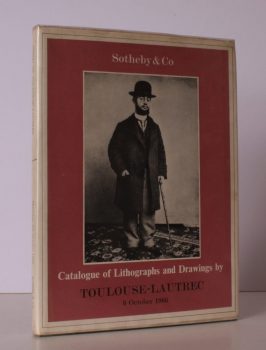 Sotheby & Co
Catalogue of Lithographs and Drawings by
TOULOUSE-LAUTREC
6 October 1966